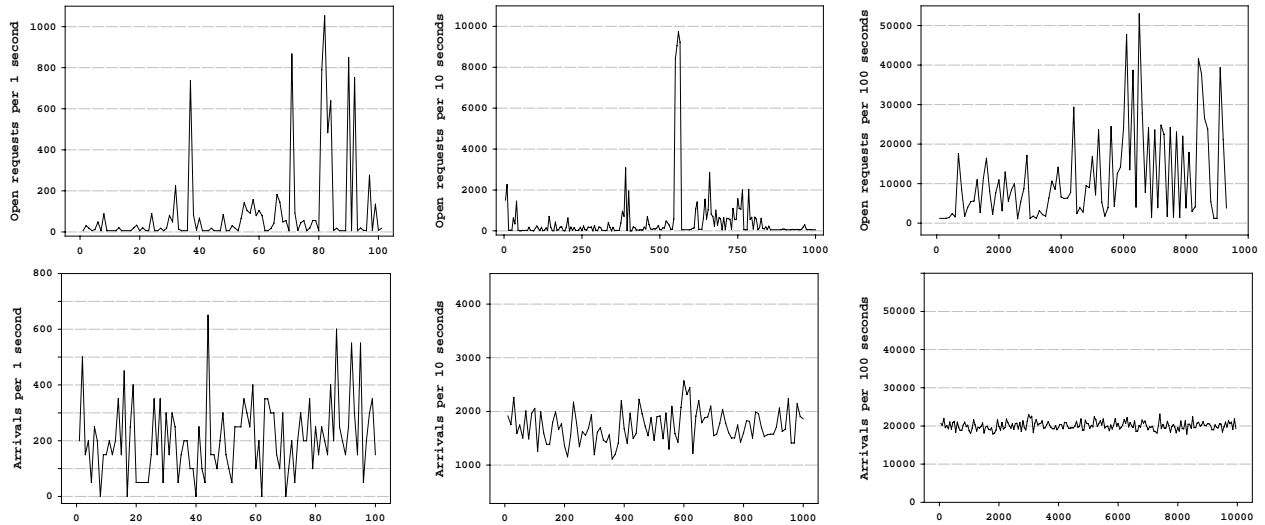 Open requests per 1 second
1000
800
600
400
200
0
0 20 40 60 80 100
Open requests per 10 seconds
10000
8000
6000
4000
2000
0
0 250 500 750 1000
Open requests per 100 seconds
50000
40000
30000
20000
10000
0
0 2000 4000 6000 8000 10000
Arrivals per 1 second
800
600
400
200
0
0 20 40 60 80 100
Arrivals per 10 seconds
4000
3000
2000
1000
0 200 400 600 800 1000
Arrivals per 100 seconds
50000
40000
30000
20000
10000
0
0 2000 4000 6000 8000 10000